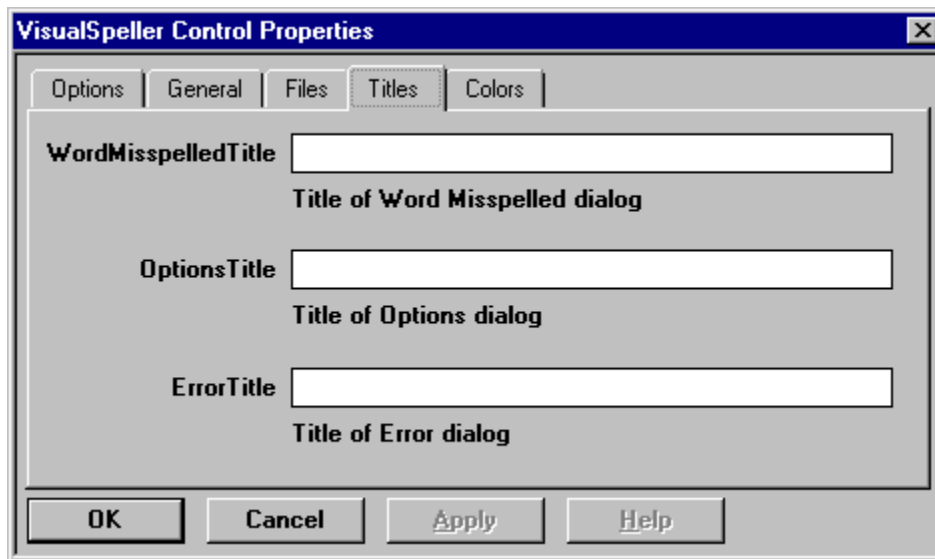 VisualSpeller Control Properties
Options General Files Titles Colors
WordMisspelledTitle
Title of Word Misspelled dialog
OptionsTitle
Title of Options dialog
ErrorTitle
Title of Error dialog
OK Cancel Apply Help